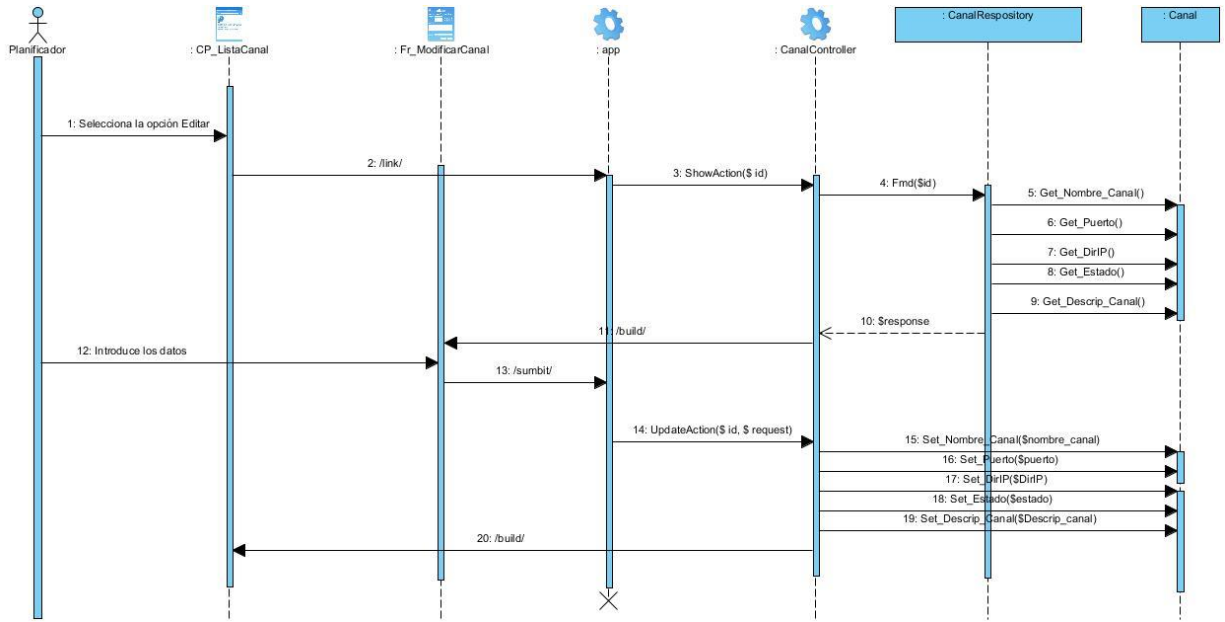 Planificador
: CP_ListaCanal
: Fr_ModificarCanal
: app
: CanalController
: CanalRespository
: Canal
1: Selecciona la opción Editar
2: /link/
3: ShowAction($ id)
4: Fmd($id)
5: Get_Nombre_Canal()
6: Get_Puerto()
7: Get_DirIP()
8: Get_Estado()
9: Get_Descrip_Canal()
10: $response
11: /build/
12: Introduce los datos
13: /sumbit/
14: UpdateAction($ id, $ request)
15: Set_Nombre_Canal($nombre_canal)
16: Set_Puerto($puerto)
17: Set_DirIP($DirIP)
18: Set_Estado($estado)
19: Set_Descrip_Canal($Descrip_canal)
20: /build/